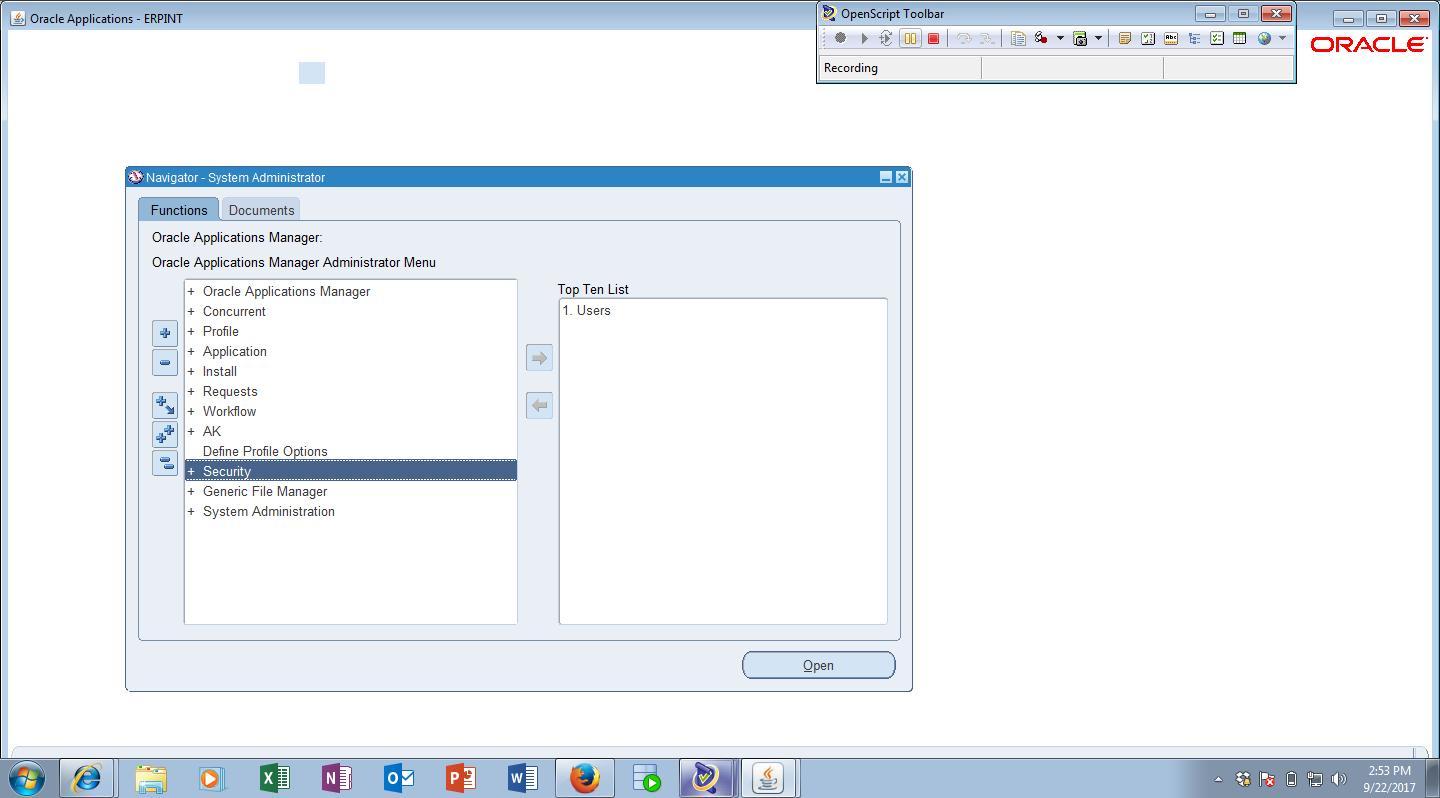 Oracle Applications - ERPINT
OpenScript Toolbar
Recording
ORACLE
Navigator - System Administrator
Functions
Documents
Oracle Applications Manager:
Oracle Applications Manager Administrator Menu
+ Oracle Applications Manager
+ Concurrent
+ Profile
+ Application
+ Install
+ Requests
+ Workflow
+ AK
Define Profile Options
+ Security
+ Generic File Manager
+ System Administration
Top Ten List
1. Users
Open
2:53 PM
9/22/2017